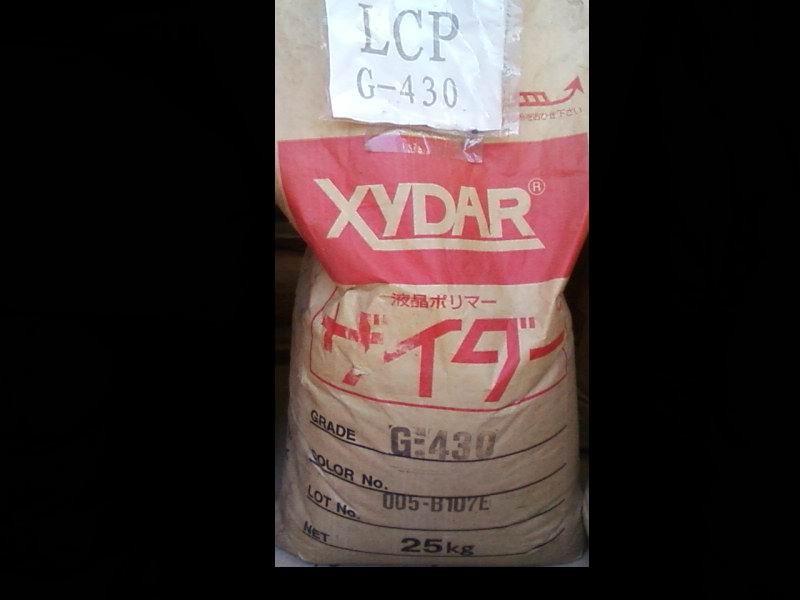 LCP
G-430
XYDAR®
液晶ポリマー
ザイダー
GRADE G-430
COLOR No.
LOT No. 005-B107E
NET 25kg